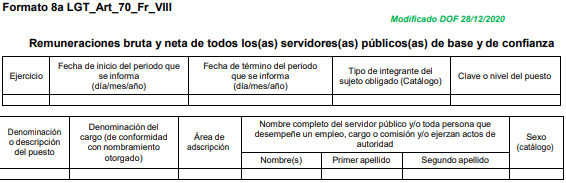 Formato 8a LGT_Art_70_Fr_VIII
Modificado DOF 28/12/2020
Remuneraciones bruta y neta de todos los(as) servidores(as) públicos(as) de base y de confianza
Ejercicio
Fecha de inicio del periodo que
se informa
(día/mes/año)
Fecha de término del periodo
que se informa
(día/mes/año)
Tipo de integrante del
sujeto obligado (Catálogo)
Clave o nivel del puesto
Denominación
o descripción
del puesto
Denominación del
cargo (de conformidad
con nombramiento
otorgado)
Área de
adscripción
Nombre completo del servidor público y/o toda persona que
desempeñe un empleo, cargo o comisión y/o ejerzan actos de
autoridad
Nombre(s)
Primer apellido
Segundo apellido
Sexo
(catálogo)